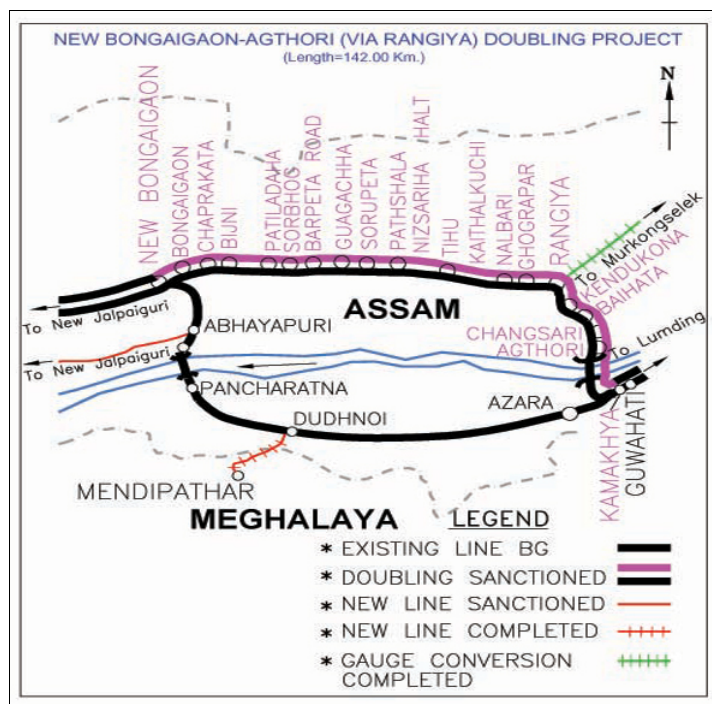 NEW BONGAIGAON-AGTHORI (VIA RANGIYA) DOUBLING PROJECT
(Length=142.00 Km.)
N
NEW BONGAIGAON
BONGAIGAON
CHAPRAKATA
BIJNI
PATILADAHA
SORBHOG
BARPETA ROAD
GUAGACHHA
SORUPETA
PATHSHALA
NIZSARIHA HALT
TIHU
KAITHALKUCHI
NALBARI
GHOGRAPAR
RANGIYA
To Murkongselek
KENDUKONA
BAIHATA
ASSAM
To New Jalpaiguri
ABHAYAPURI
CHANGSARI
AGTHORI
To Lumding
To New Jalpaiguri
PANCHARATNA
AZARA
DUDHNOI
KAMAKHYA
GUWAHATI
MENDIPATHAR
MEGHALAYA
LEGEND
* EXISTING LINE BG
* DOUBLING SANCTIONED
* NEW LINE SANCTIONED
* NEW LINE COMPLETED
* GAUGE CONVERSION
COMPLETED